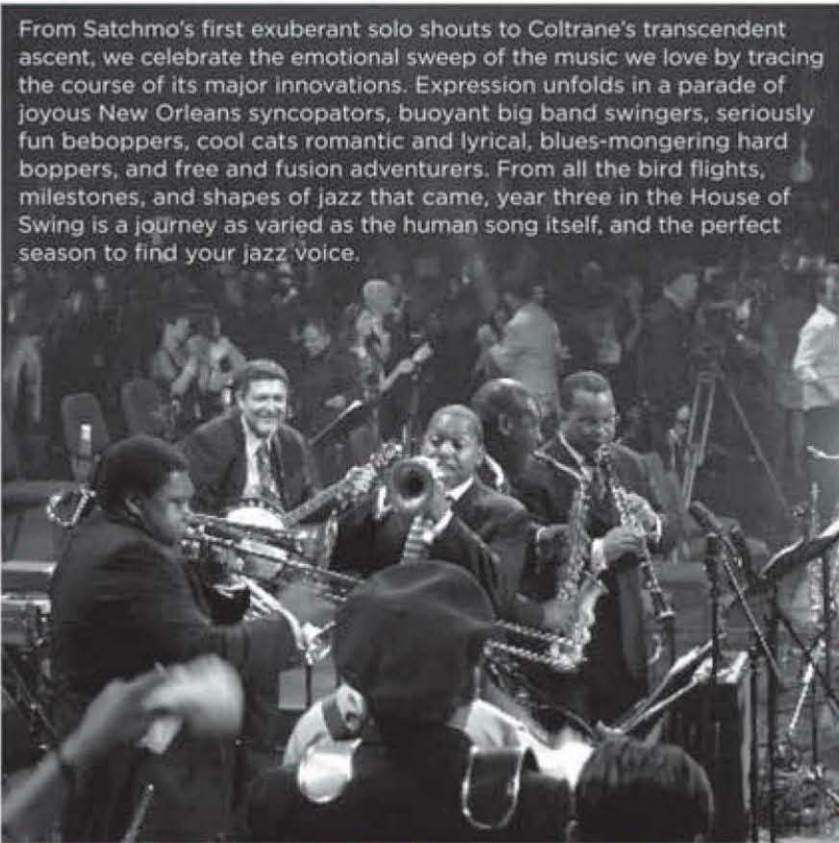 From Satchmo's first exuberant solo shouts to Coltrane's transcendent
ascent, we celebrate the emotional sweep of the music we love by tracing
the course of its major innovations. Expression unfolds in a parade of
joyous New Orleans syncopators, buoyant big band swingers, seriously
fun beboppers, cool cats romantic and lyrical, blues-mongering hard
boppers, and free and fusion adventurers. From all the bird flights,
milestones, and shapes of jazz that came, year three in the House of
Swing is a journey as varied as the human song itself, and the perfect
season to find your jazz voice.